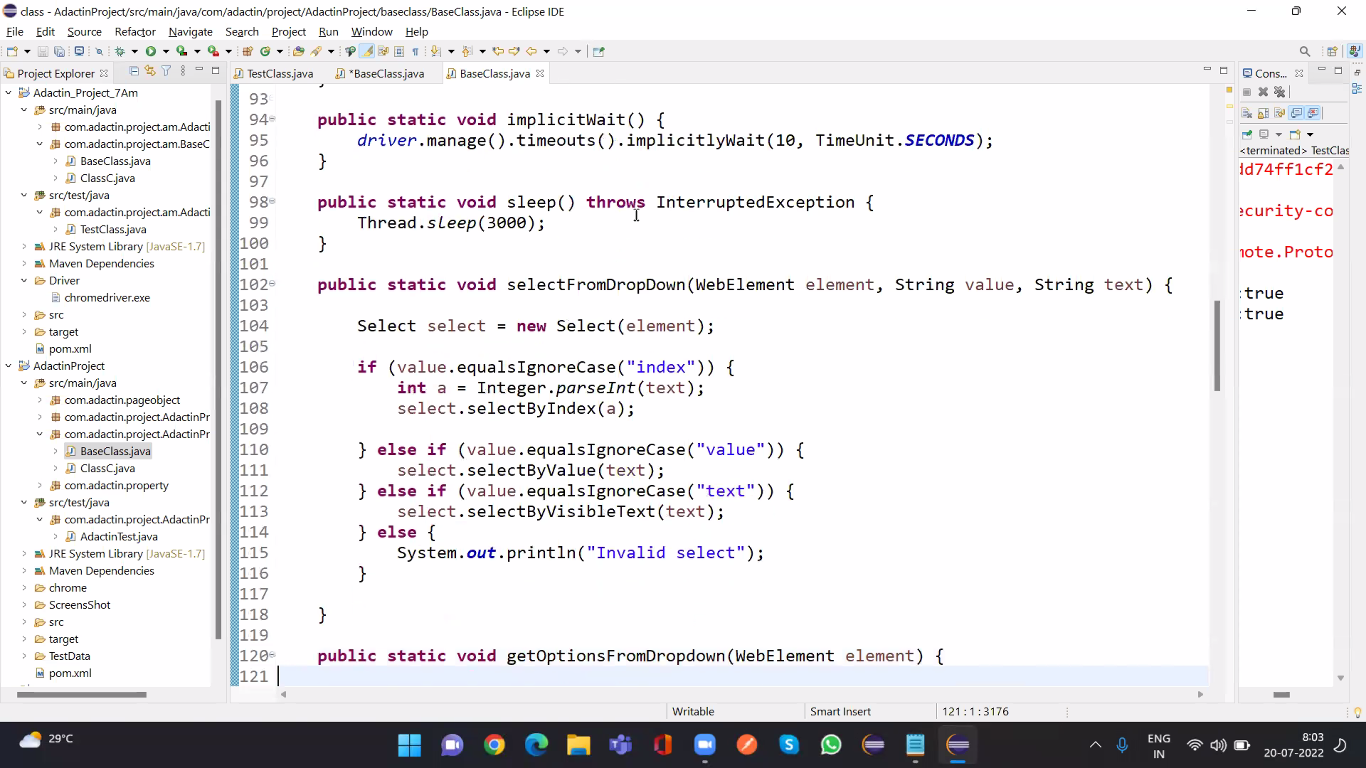 class - AdactinProject/src/main/java/com/adactin/project/AdactinProject/baseclass/BaseClass.java - Eclipse IDE
File Edit Source Refactor Navigate Search Project Run Window Help
Project Explorer
TestClass.java *BaseClass.java BaseClass.java
Cons...
Adactin_Project_7Am
src/main/java
com.adactin.project.am.Adacti
com.adactin.project.am.BaseC
BaseClass.java
ClassC.java
src/test/java
com.adactin.project.am.Adacti
TestClass.java
JRE System Library [JavaSE-1.7]
Maven Dependencies
Driver
chromedriver.exe
src
target
pom.xml
AdactinProject
src/main/java
com.adactin.pageobject
com.adactin.project.AdactinPr
com.adactin.project.AdactinPr
BaseClass.java
ClassC.java
com.adactin.property
src/test/java
com.adactin.project.AdactinPr
AdactinTest.java
JRE System Library [JavaSE-1.7]
Maven Dependencies
chrome
ScreensShot
src
target
TestData
pom.xml
93
94 public static void implicitWait() {
95 driver.manage().timeouts().implicitlyWait(10, TimeUnit.SECONDS);
96 }
97
98 public static void sleep() throws InterruptedException {
99 Thread.sleep(3000);
100 }
101
102 public static void selectFromDropDown(WebElement element, String value, String text) {
103
104 Select select = new Select(element);
105
106 if (value.equalsIgnoreCase("index")) {
107 int a = Integer.parseInt(text);
108 select.selectByIndex(a);
109
110 } else if (value.equalsIgnoreCase("value")) {
111 select.selectByValue(text);
112 } else if (value.equalsIgnoreCase("text")) {
113 select.selectByVisibleText(text);
114 } else {
115 System.out.println("Invalid select");
116 }
117
118 }
119
120 public static void getOptionsFromDropdown(WebElement element) {
121
<terminated> TestClass
dd74ff1cf2
ecurity-co
mote.Proto
:true
:true
Writable Smart Insert 121 : 1 : 3176
29°C
ENG
IN
8:03
20-07-2022